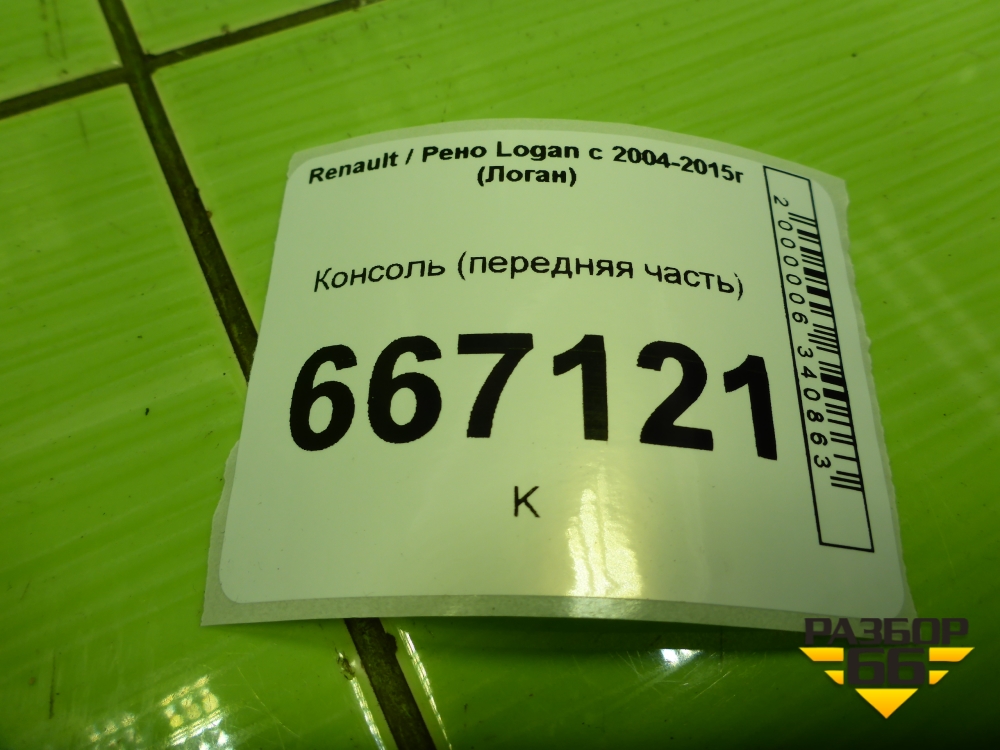 Renault / Рено Logan с 2004-2015г
(Логан)
Консоль (передняя часть)
667121
К
2000006340863
РАЗБОР
66